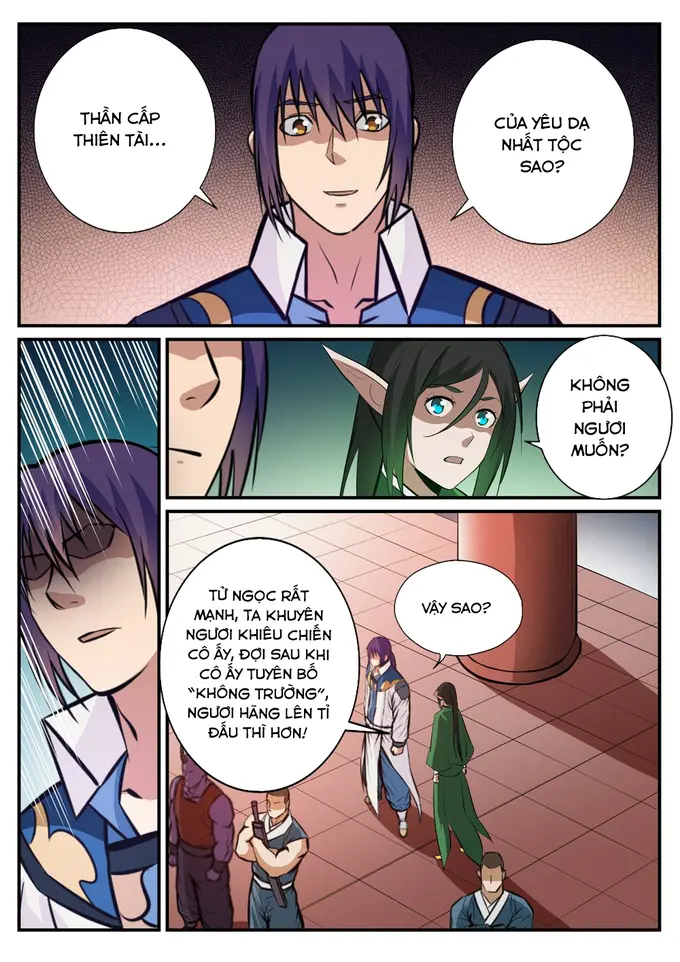 THẦN CẤP
THIÊN TÀI...
CỦA YÊU DẠ
NHẤT TỘC
SAO?
KHÔNG
PHẢI
NGƯƠI
MUỐN?
TỬ NGỌC RẤT
MẠNH, TA KHUYÊN
NGƯƠI KHIÊU CHIẾN
CÔ ẤY, ĐỢI SAU KHI
CÔ ẤY TUYÊN BỐ
“KHÔNG TRƯỞNG”,
NGƯƠI HÃNG LÊN TỈ
ĐẤU THÌ HƠN!
VẬY SAO?